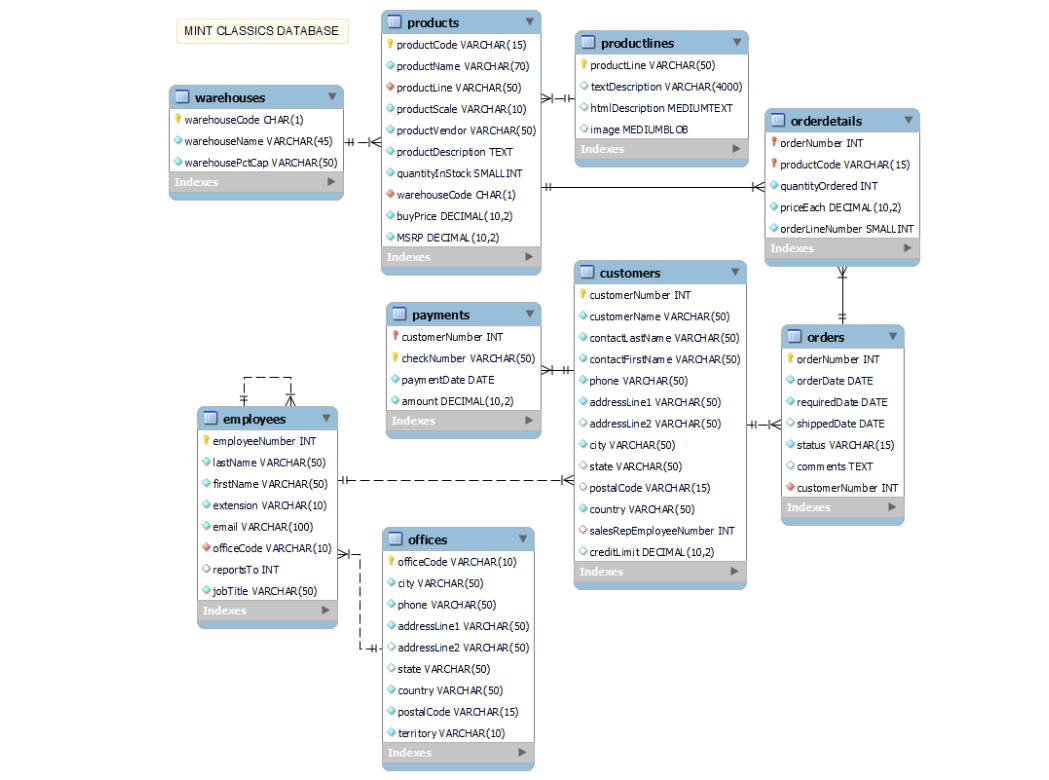 MINT CLASSICS DATABASE
products
productCode VARCHAR(15)
productName VARCHAR(70)
productLine VARCHAR(50)
productScale VARCHAR(10)
productVendor VARCHAR(50)
productDescription TEXT
quantityInStock SMALLINT
warehouseCode CHAR(1)
buyPrice DECIMAL(10,2)
MSRP DECIMAL(10,2)
Indexes
productlines
productLine VARCHAR(50)
textDescription VARCHAR(4000)
htmlDescription MEDIUMTEXT
image MEDIUMBLOB
Indexes
warehouses
warehouseCode CHAR(1)
warehouseName VARCHAR(45)
warehousePctCap VARCHAR(50)
Indexes
orderdetails
orderNumber INT
productCode VARCHAR(15)
quantityOrdered INT
priceEach DECIMAL(10,2)
orderLineNumber SMALLINT
Indexes
customers
customerNumber INT
customerName VARCHAR(50)
contactLastName VARCHAR(50)
contactFirstName VARCHAR(50)
phone VARCHAR(50)
addressLine1 VARCHAR(50)
addressLine2 VARCHAR(50)
city VARCHAR(50)
state VARCHAR(50)
postalCode VARCHAR(15)
country VARCHAR(50)
salesRepEmployeeNumber INT
creditLimit DECIMAL(10,2)
Indexes
payments
customerNumber INT
checkNumber VARCHAR(50)
paymentDate DATE
amount DECIMAL(10,2)
Indexes
orders
orderNumber INT
orderDate DATE
requiredDate DATE
shippedDate DATE
status VARCHAR(15)
comments TEXT
customerNumber INT
Indexes
employees
employeeNumber INT
lastName VARCHAR(50)
firstName VARCHAR(50)
extension VARCHAR(10)
email VARCHAR(100)
officeCode VARCHAR(10)
reportsTo INT
jobTitle VARCHAR(50)
Indexes
offices
officeCode VARCHAR(10)
city VARCHAR(50)
phone VARCHAR(50)
addressLine1 VARCHAR(50)
addressLine2 VARCHAR(50)
state VARCHAR(50)
country VARCHAR(50)
postalCode VARCHAR(15)
territory VARCHAR(10)
Indexes